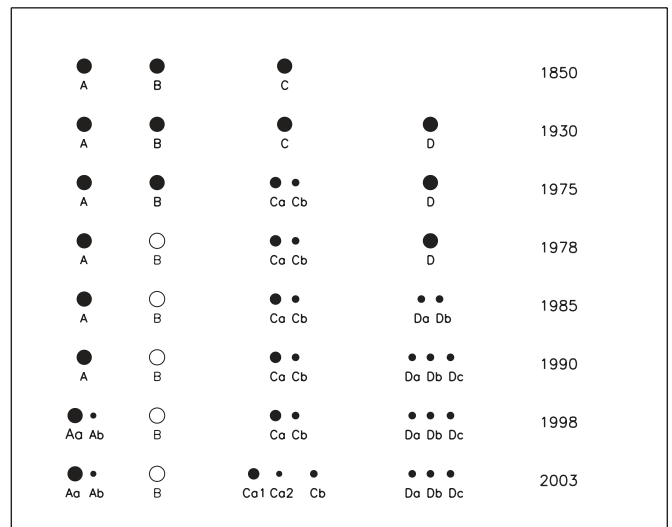 A B C 1850
A B C D 1930
A B Ca Cb D 1975
A B Ca Cb D 1978
A B Ca Cb Da Db 1985
A B Ca Cb Da Db Dc 1990
Aa Ab B Ca Cb Da Db Dc 1998
Aa Ab B Ca1 Ca2 Cb Da Db Dc 2003